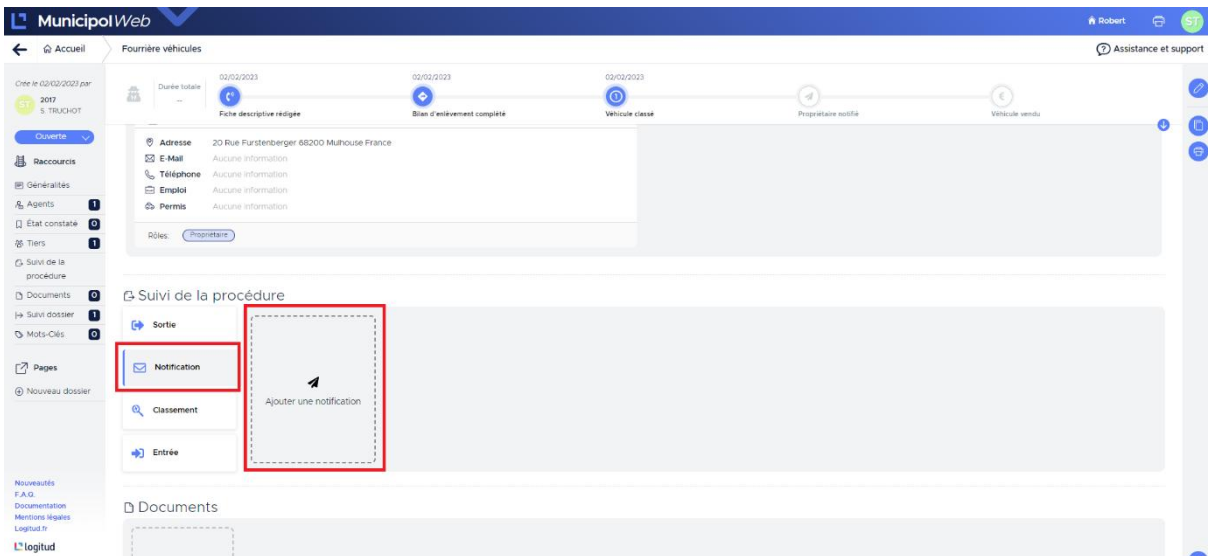 MunicipolWeb
Robert
ST
Accueil
Fourrière véhicules
Assistance et support
Crée le 02/02/2023 par
ST
2017
S. TRUCHOT
Ouverte
Raccourcis
Généralités
Agents 1
État constaté 0
Tiers 1
Suivi de la
procédure
Documents 0
Suivi dossier 1
Mots-Clés 0
Pages
Nouveau dossier
Nouveautés
F.A.Q.
Documentation
Mentions légales
Logitud.fr
logitud
Durée totale
--
02/02/2023
Fiche descriptive rédigée
02/02/2023
Bilan d'enlèvement complété
02/02/2023
Véhicule classé
Propriétaire notifié
Véhicule vendu
Adresse 20 Rue Furstenberger 68200 Mulhouse France
E-Mail Aucune information
Téléphone Aucune information
Emploi Aucune information
Permis Aucune information
Rôles: Propriétaire
Suivi de la procédure
Sortie
Notification
Classement
Entrée
Ajouter une notification
Documents